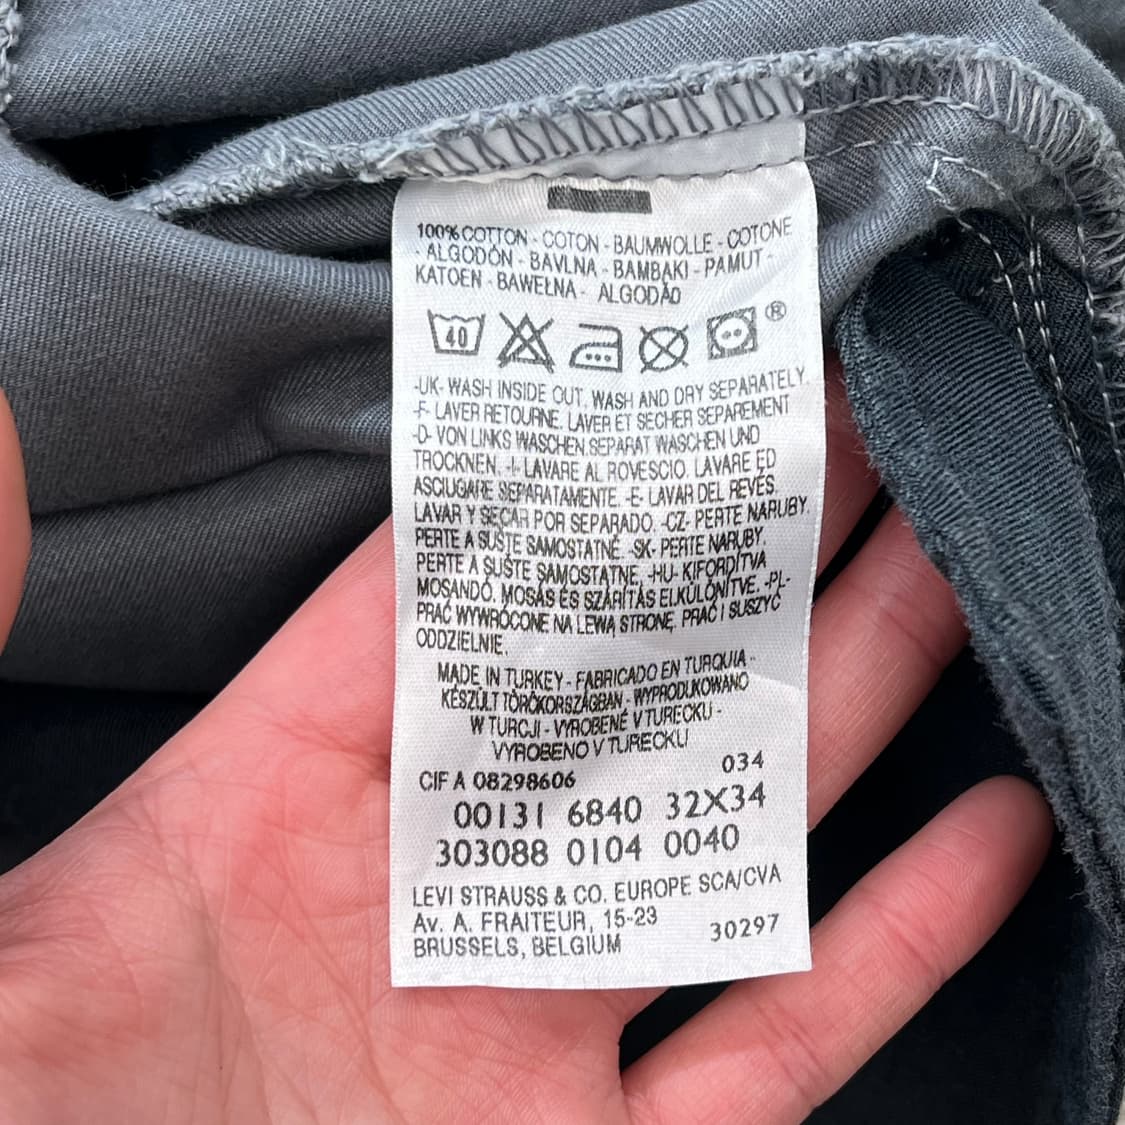 100% COTTON - COTON - BAUMWOLLE - COTONE
- ALGODÓN - BAVLNA - BAMBAKI - PAMUT -
KATOEN - BAWEŁNA - ALGODÃO
40
®
-UK- WASH INSIDE OUT. WASH AND DRY SEPARATELY.
-F- LAVER RETOURNE. LAVER ET SECHER SEPAREMENT
-D- VON LINKS WASCHEN.SEPARAT WASCHEN UND
TROCKNEN. -I- LAVARE AL ROVESCIO. LAVARE ED
ASCIUGARE SEPARATAMENTE. -E- LAVAR DEL REVÉS.
LAVAR Y SECAR POR SEPARADO. -CZ- PERTE NARUBY.
PERTE A SUŠTE SAMOSTATNĚ. -SK- PERTE NARUBY.
PERTE A SUŠTE SAMOSTATNE. -HU- KIFORDÍTVA
MOSANDÓ. MOSÁS ÉS SZÁRÍTÁS ELKÜLÖNÍTVE. -PL-
PRAĆ WYWRÓCONE NA LEWĄ STRONĘ. PRAĆ I SUSZYĆ
ODDZIELNIE.
MADE IN TURKEY - FABRICADO EN TURQUIA -
KÉSZÜLT TÖRÖKORSZÁGBAN - WYPRODUKOWANO
W TURCJI - VYROBENÉ V TURECKU -
VYROBENO V TURECKU
034
CIF A 08298606
00131 6840 32X34
303088 0104 0040
LEVI STRAUSS & CO. EUROPE SCA/CVA
Av. A. FRAITEUR, 15-23
BRUSSELS, BELGIUM 30297